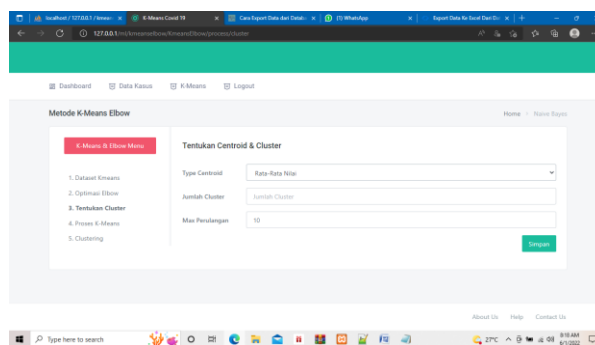 localhost / 127.0.0.1 / kmean
K-Means Covid 19
Cara Export Data dari Databa
(1) WhatsApp
Export Data Ke Excel Dari Da
127.0.0.1/ml/kmeanselbow/KmeansElbow/process/cluster
Dashboard Data Kasus K-Means Logout
Metode K-Means Elbow
Home Naive Bayes
K-Means & Elbow Menu
1. Dataset Kmeans
2. Optimasi Elbow
3. Tentukan Cluster
4. Proses K-Means
5. Clustering
Tentukan Centroid & Cluster
Type Centroid Rata-Rata Nilai
Jumlah Cluster Jumlah Cluster
Max Perulangan 10
Simpan
About Us Help Contact Us
Type here to search
27°C
8:18 AM
6/1/2022